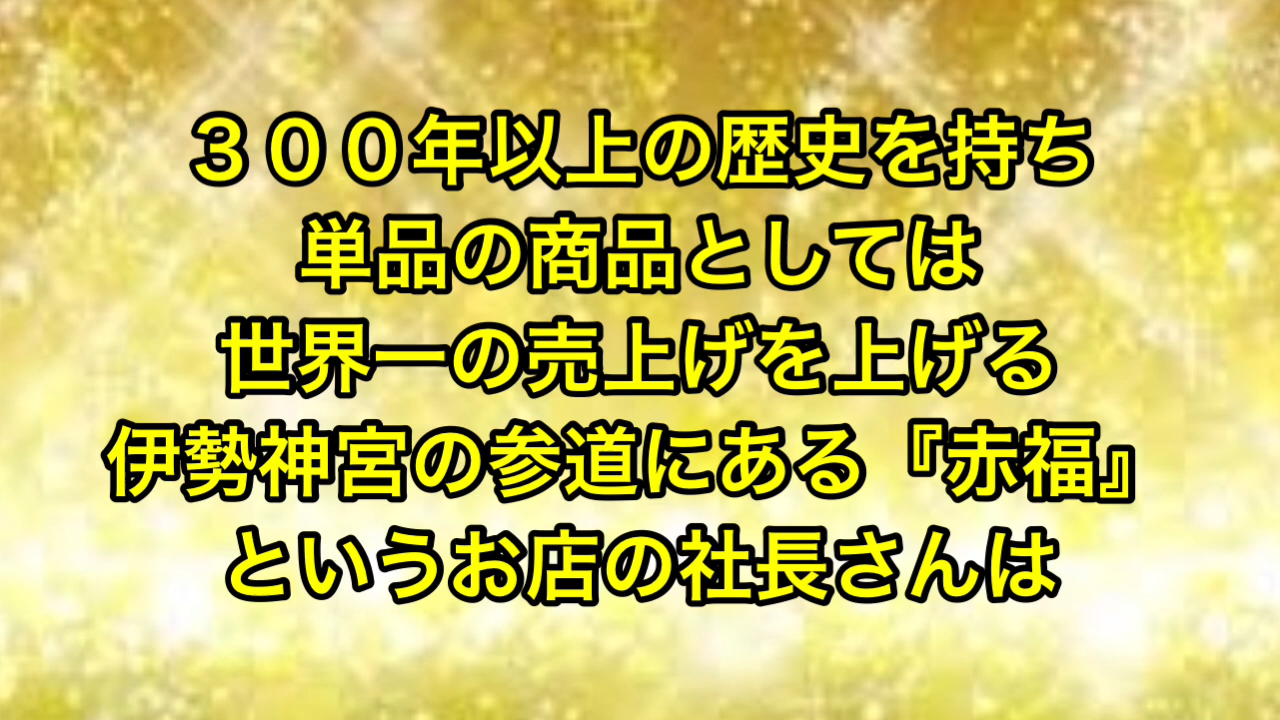 ３００年以上の歴史を持ち
単品の商品としては
世界一の売上げを上げる
伊勢神宮の参道にある『赤福』
というお店の社長さんは